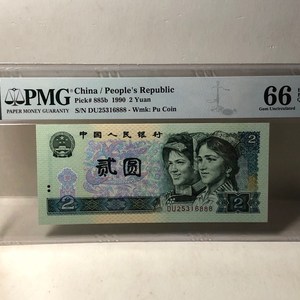 PMG
PAPER MONEY GUARANTY
China / People's Republic
Pick# 885b 1990 2 Yuan
S/N DU25316888 - Wmk: Pu Coin
66
Gem Uncirculated
中国人民银行
贰圆
2
2
DU25316888